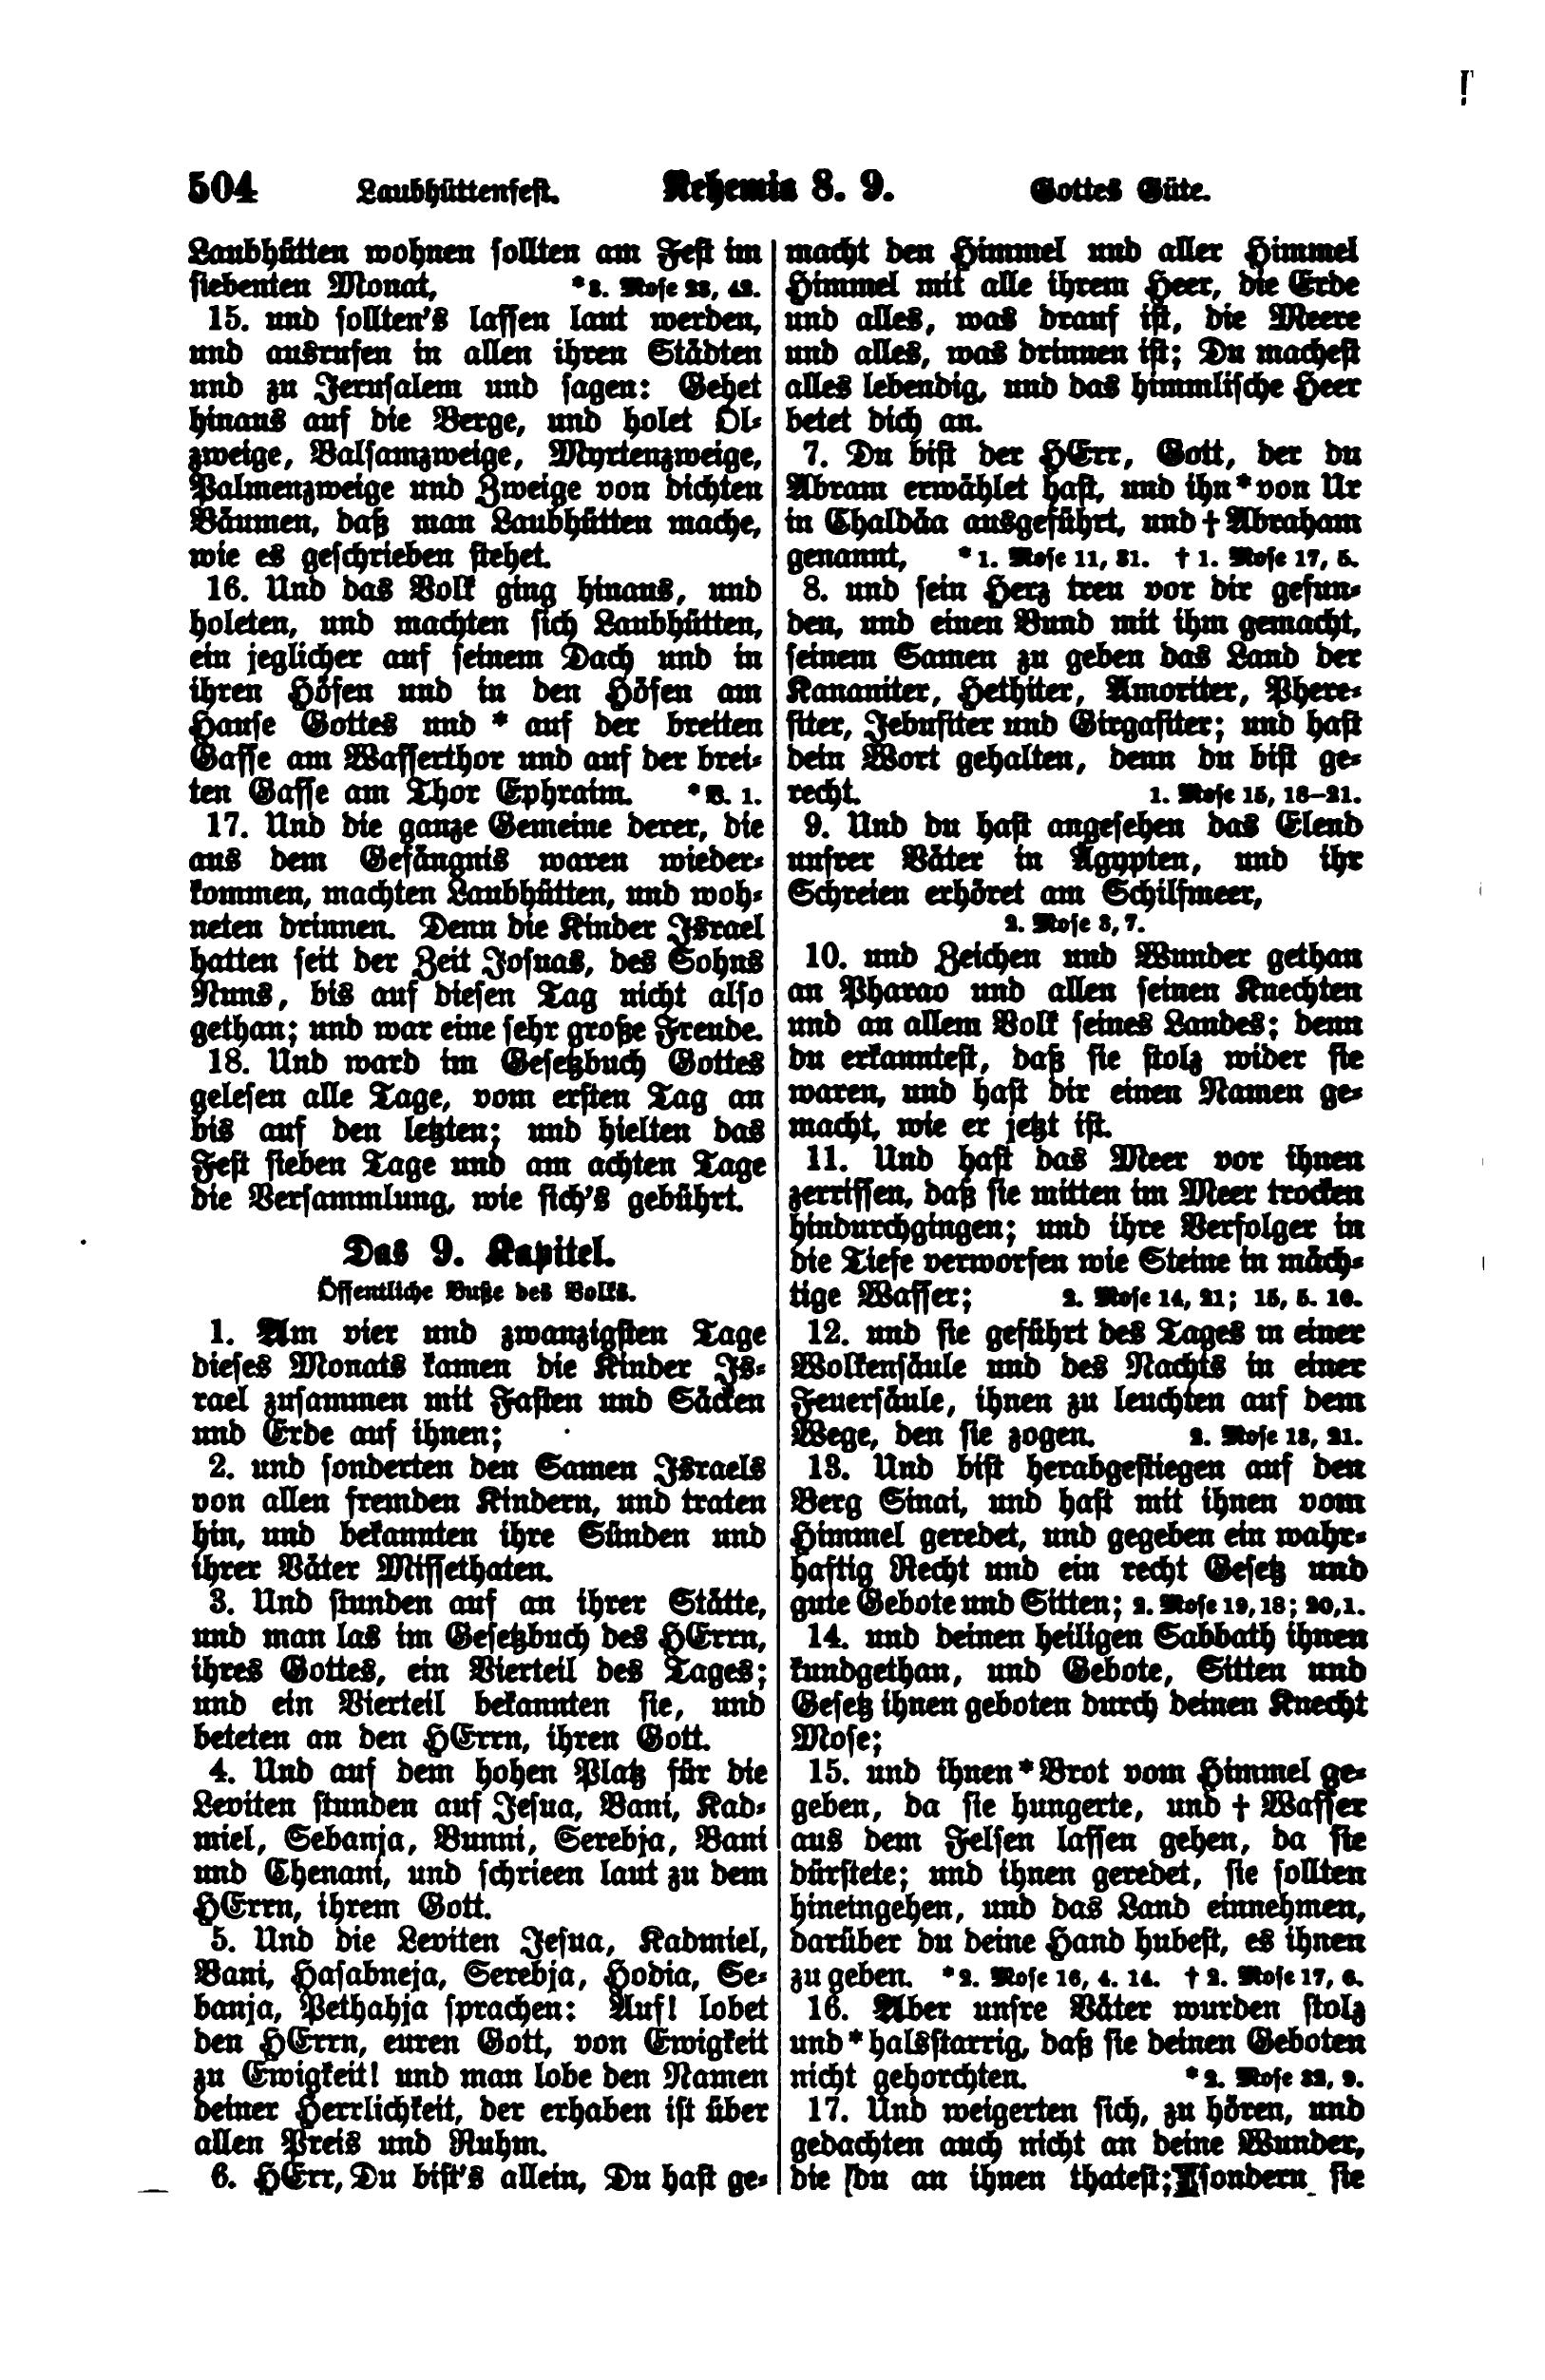 504 Laubhüttenfest. Nehemia 8. 9. Gottes Güte.
Laubhütten wohnen sollten am Fest im
siebenten Monat, *3. Mose 23, 42.
15. und sollten's lassen laut werden,
und ausrufen in allen ihren Städten
und zu Jerusalem und sagen: Gehet
hinaus auf die Berge, und holet Öl-
zweige, Balsamzweige, Myrtenzweige,
Palmenzweige und Zweige von dichten
Bäumen, daß man Laubhütten mache,
wie es geschrieben stehet.
16. Und das Volk ging hinaus, und
holeten, und machten sich Laubhütten,
ein jeglicher auf seinem Dach und in
ihren Höfen und in den Höfen am
Hause Gottes und * auf der breiten
Gasse am Wasserthor und auf der brei-
ten Gasse am Thor Ephraim. *V. 1.
17. Und die ganze Gemeine derer, die
aus dem Gefängnis waren wieder-
kommen, machten Laubhütten, und woh-
neten drinnen. Denn die Kinder Israel
hatten seit der Zeit Josuas, des Sohns
Nuns, bis auf diesen Tag nicht also
gethan; und war eine sehr große Freude.
18. Und ward im Gesetzbuch Gottes
gelesen alle Tage, vom ersten Tag an
bis auf den letzten; und hielten das
Fest sieben Tage und am achten Tage
die Versammlung, wie sich's gebührt.
Das 9. Kapitel.
Öffentliche Buße des Volks.
1. Am vier und zwanzigsten Tage
dieses Monats kamen die Kinder Is-
rael zusammen mit Fasten und Säcken
und Erde auf ihnen;
2. und sonderten den Samen Israels
von allen fremden Kindern, und traten
hin, und bekannten ihre Sünden und
ihrer Väter Missethaten.
3. Und stunden auf an ihrer Stätte,
und man las im Gesetzbuch des HErrn,
ihres Gottes, ein Vierteil des Tages;
und ein Vierteil bekannten sie, und
beteten an den HErrn, ihren Gott.
4. Und auf dem hohen Platz für die
Leviten stunden auf Jesua, Bani, Kad-
miel, Sebanja, Bunni, Serebja, Bani
und Chenani, und schrieen laut zu dem
HErrn, ihrem Gott.
5. Und die Leviten Jesua, Kadmiel,
Bani, Hasabneja, Serebja, Hodia, Se-
banja, Pethahja sprachen: Auf! lobet
den HErrn, euren Gott, von Ewigkeit
zu Ewigkeit! und man lobe den Namen
deiner Herrlichkeit, der erhaben ist über
allen Preis und Ruhm.
6. HErr, Du bist's allein, Du hast ge-
macht den Himmel und aller Himmel
Himmel mit alle ihrem Heer, die Erde
und alles, was drauf ist, die Meere
und alles, was drinnen ist; Du machest
alles lebendig, und das himmlische Heer
betet dich an.
7. Du bist der HErr, Gott, der du
Abram erwählet hast, und ihn * von Ur
in Chaldäa ausgeführt, und † Abraham
genannt, *1. Mose 11, 31. † 1. Mose 17, 5.
8. und sein Herz treu vor dir gefun-
den, und einen Bund mit ihm gemacht,
seinem Samen zu geben das Land der
Kananiter, Hethiter, Amoriter, Phere-
siter, Jebusiter und Girgasiter; und hast
dein Wort gehalten, denn du bist ge-
recht. 1. Mose 15, 18–21.
9. Und du hast angesehen das Elend
unsrer Väter in Ägypten, und ihr
Schreien erhöret am Schilfmeer,
2. Mose 3, 7.
10. und Zeichen und Wunder gethan
an Pharao und allen seinen Knechten
und an allem Volk seines Landes; denn
du erkanntest, daß sie stolz wider sie
waren, und hast dir einen Namen ge-
macht, wie er jetzt ist.
11. Und hast das Meer vor ihnen
zerrissen, daß sie mitten im Meer trocken
hindurchgingen; und ihre Verfolger in
die Tiefe verworfen wie Steine in mäch-
tige Wasser; 2. Mose 14, 21; 15, 5. 10.
12. und sie geführt des Tages in einer
Wolkensäule und des Nachts in einer
Feuersäule, ihnen zu leuchten auf dem
Wege, den sie zogen. 2. Mose 13, 21.
13. Und bist herabgestiegen auf den
Berg Sinai, und hast mit ihnen vom
Himmel geredet, und gegeben ein wahr-
haftig Recht und ein recht Gesetz und
gute Gebote und Sitten; 2. Mose 19, 18; 20, 1.
14. und deinen heiligen Sabbath ihnen
kundgethan, und Gebote, Sitten und
Gesetz ihnen geboten durch deinen Knecht
Mose;
15. und ihnen * Brot vom Himmel ge-
geben, da sie hungerte, und † Wasser
aus dem Felsen lassen gehen, da sie
dürstete; und ihnen geredet, sie sollten
hineingehen, und das Land einnehmen,
darüber du deine Hand hubest, es ihnen
zu geben. *2. Mose 16, 4. 14. † 2. Mose 17, 6.
16. Aber unsre Väter wurden stolz
und * halsstarrig, daß sie deinen Geboten
nicht gehorchten. *2. Mose 32, 9.
17. Und weigerten sich, zu hören, und
gedachten auch nicht an deine Wunder,
die du an ihnen thatest; sondern sie